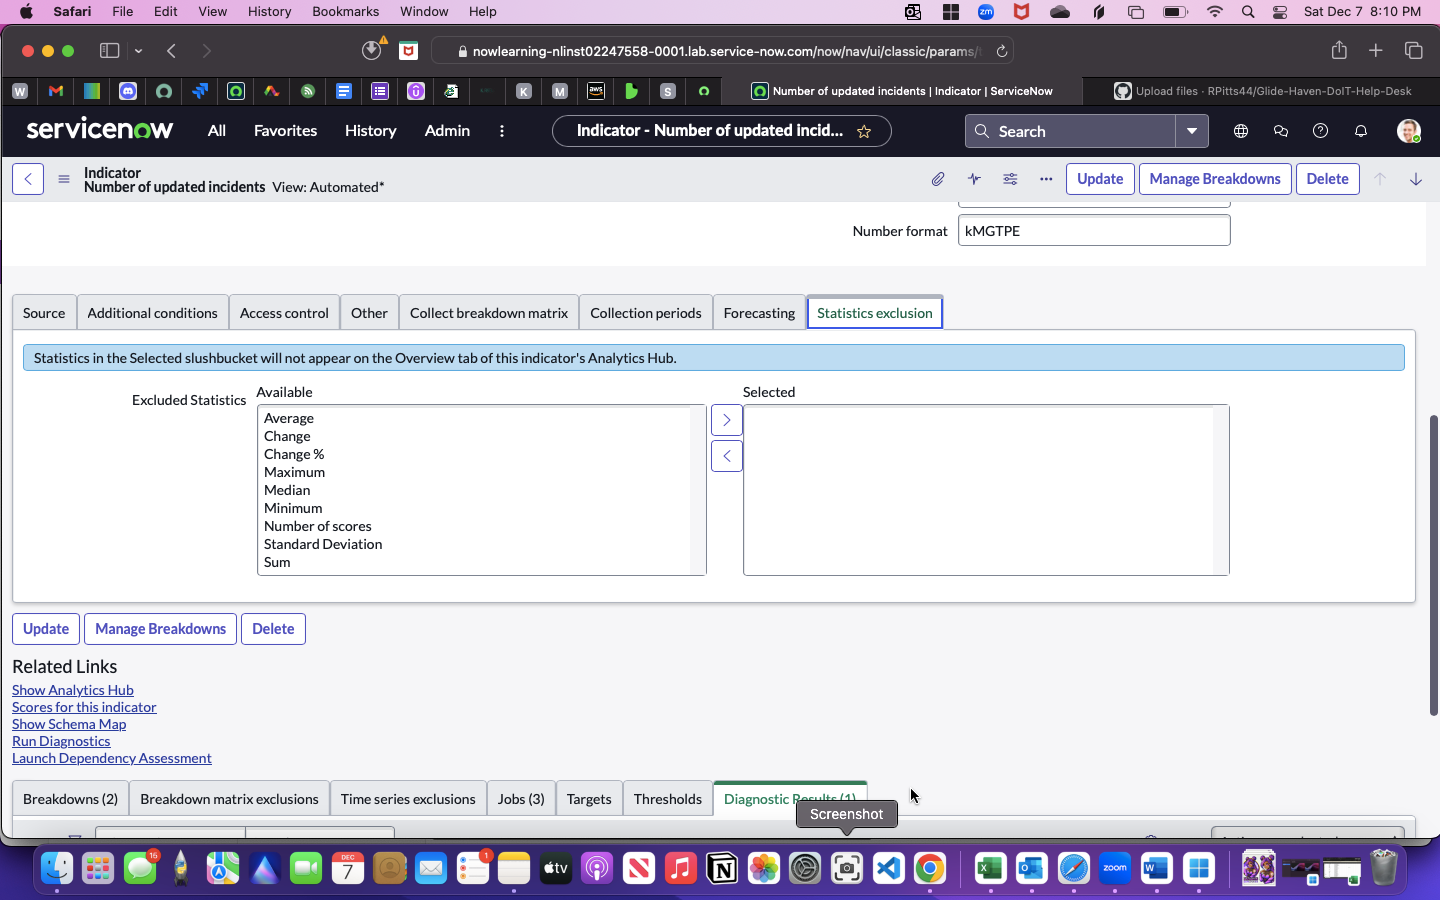 Safari File Edit View History Bookmarks Window Help
zm
Sat Dec 7 8:10 PM
nowlearning-nlinst02247558-0001.lab.service-now.com/now/nav/ui/classic/params/
W
K
M
aws
S
Number of updated incidents | Indicator | ServiceNow
Upload files · RPitts44/Glide-Haven-DoIT-Help-Desk
servicenow
All Favorites History Admin
Indicator - Number of updated incid...
Search
Indicator
Number of updated incidents View: Automated*
Update Manage Breakdowns Delete
Number format kMGTPE
Source Additional conditions Access control Other Collect breakdown matrix Collection periods Forecasting Statistics exclusion
Statistics in the Selected slushbucket will not appear on the Overview tab of this indicator's Analytics Hub.
Excluded Statistics
Available
Selected
Average
Change
Change %
Maximum
Median
Minimum
Number of scores
Standard Deviation
Sum
Update Manage Breakdowns Delete
Related Links
Show Analytics Hub
Scores for this indicator
Show Schema Map
Run Diagnostics
Launch Dependency Assessment
Breakdowns (2) Breakdown matrix exclusions Time series exclusions Jobs (3) Targets Thresholds Diagnostic Results (1)
Screenshot
16
DEC
7
1
tv
zoom